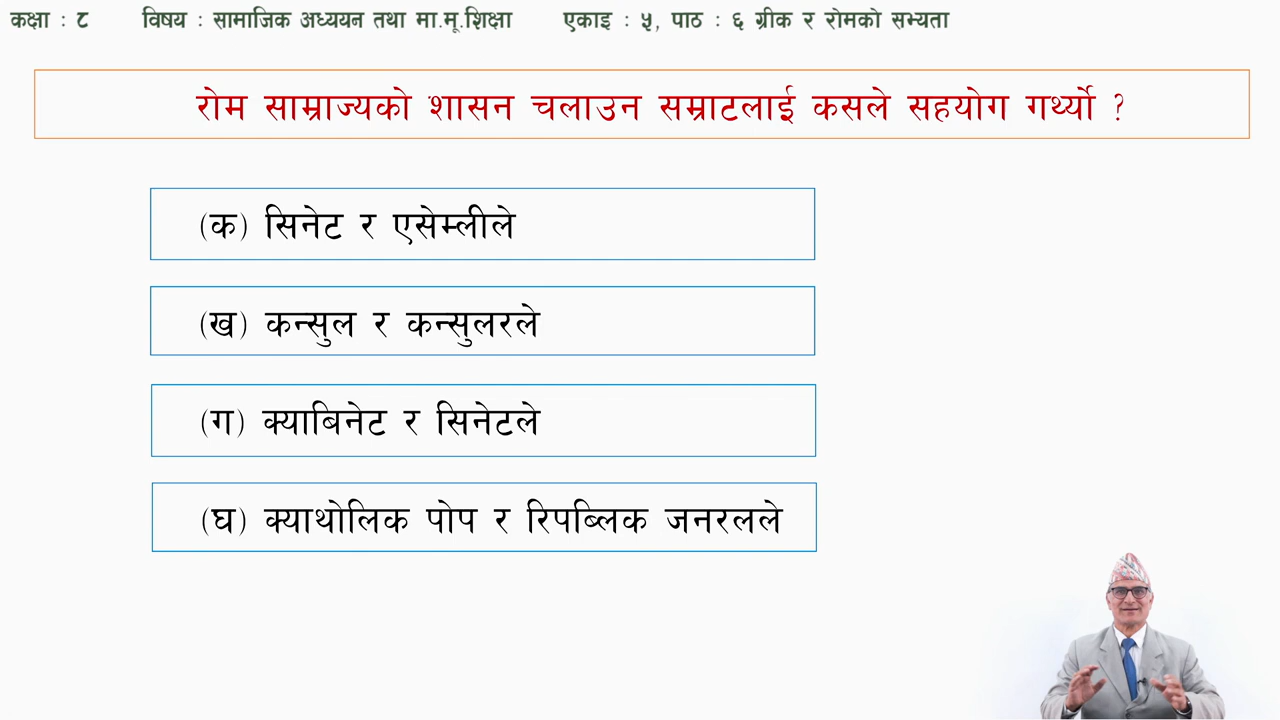 कक्षा : ८ विषय : सामाजिक अध्ययन तथा मा.मू.शिक्षा एकाइ : ५, पाठ : ६ ग्रीक र रोमको सभ्यता
रोम साम्राज्यको शासन चलाउन सम्राटलाई कसले सहयोग गर्थ्यो ?
(क) सिनेट र एसेम्लीले
(ख) कन्सुल र कन्सुलरले
(ग) क्याबिनेट र सिनेटले
(घ) क्याथोलिक पोप र रिपब्लिक जनरलले